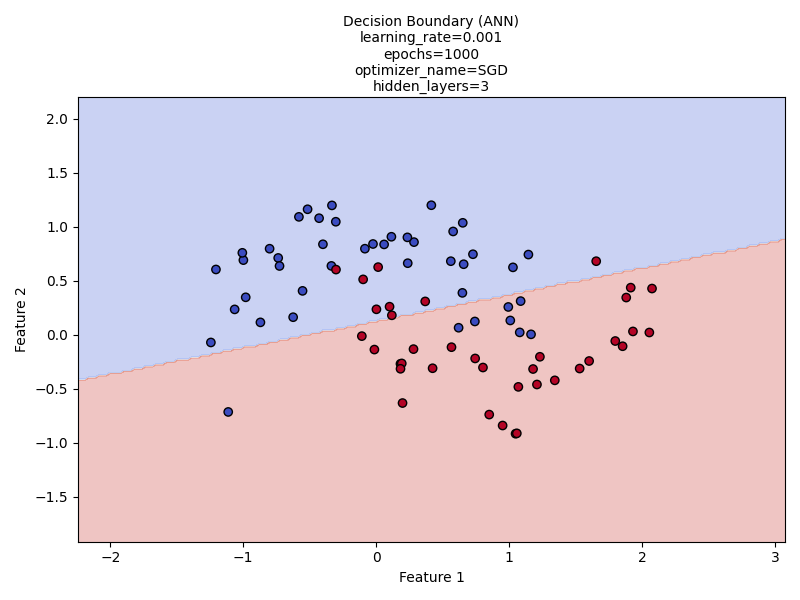 Decision Boundary (ANN)
learning_rate=0.001
epochs=1000
optimizer_name=SGD
hidden_layers=3
2.0
1.5
1.0
0.5
0.0
−0.5
−1.0
−1.5
Feature 2
−2 −1 0 1 2 3
Feature 1